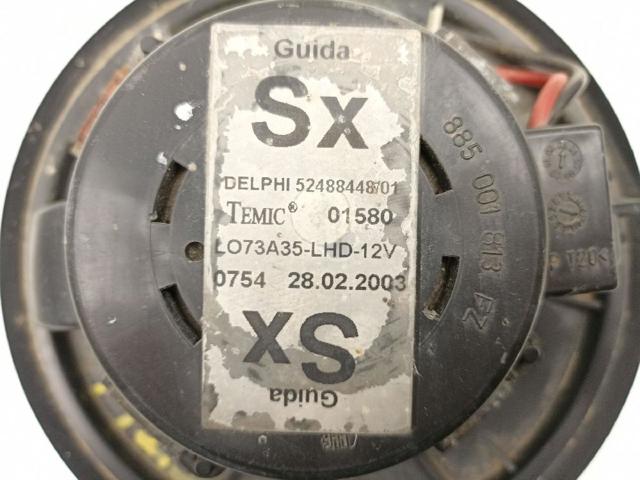 Guida
Sx
DELPHI 52488448/01
TEMIC® 01580
LO73A35-LHD-12V
0754 28.02.2003
Sx
Guida
885 001 813 EZ